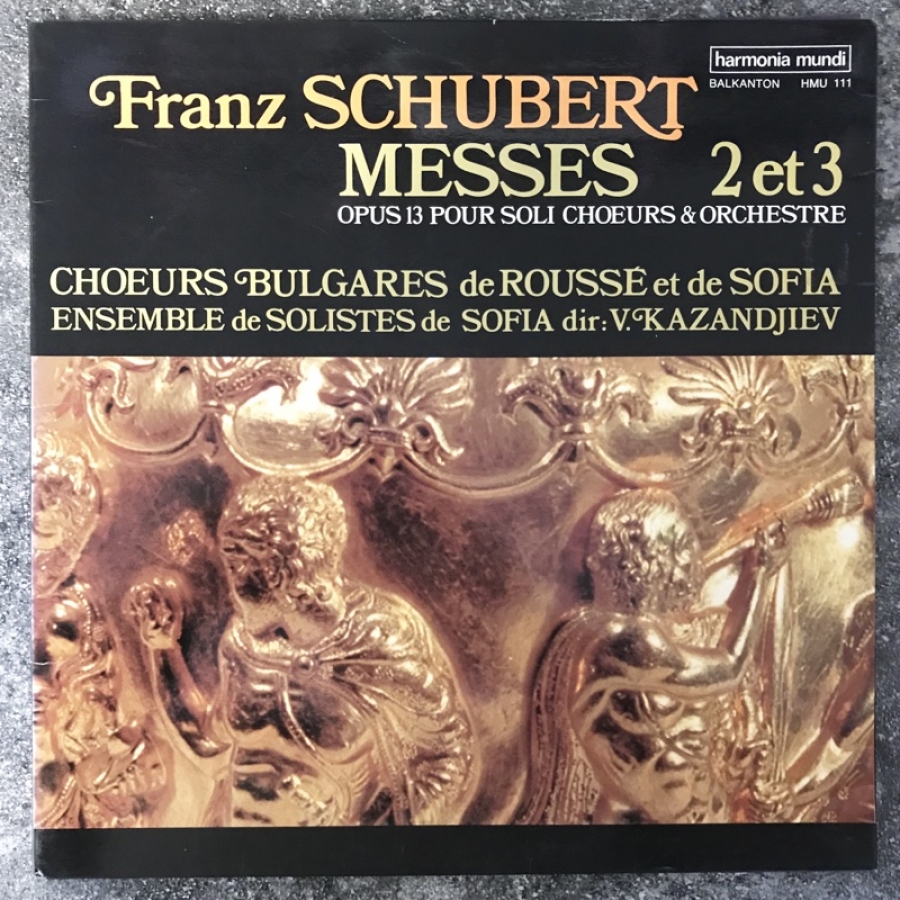 harmonia mundi
BALKANTON HMU 111
Franz SCHUBERT
MESSES 2 et 3
OPUS 13 POUR SOLI CHOEURS & ORCHESTRE
CHOEURS BULGARES de ROUSSÉ et de SOFIA
ENSEMBLE de SOLISTES de SOFIA dir: V. KAZANDJIEV